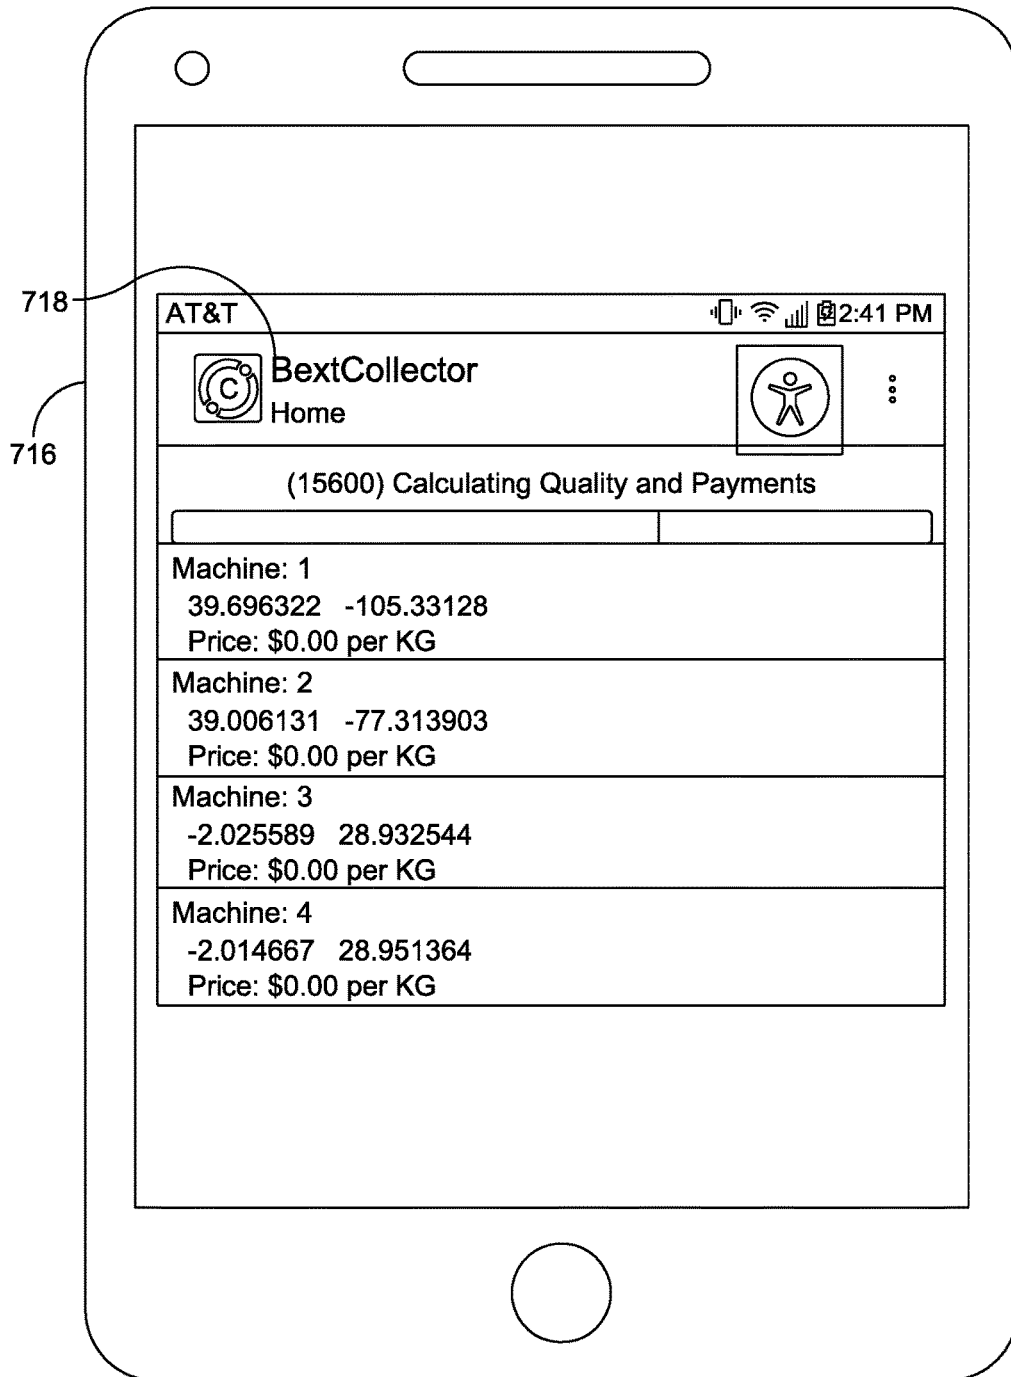 718
AT&T 2:41 PM
C
BextCollector
Home
716
(15600) Calculating Quality and Payments
Machine: 1
39.696322 -105.33128
Price: $0.00 per KG
Machine: 2
39.006131 -77.313903
Price: $0.00 per KG
Machine: 3
-2.025589 28.932544
Price: $0.00 per KG
Machine: 4
-2.014667 28.951364
Price: $0.00 per KG